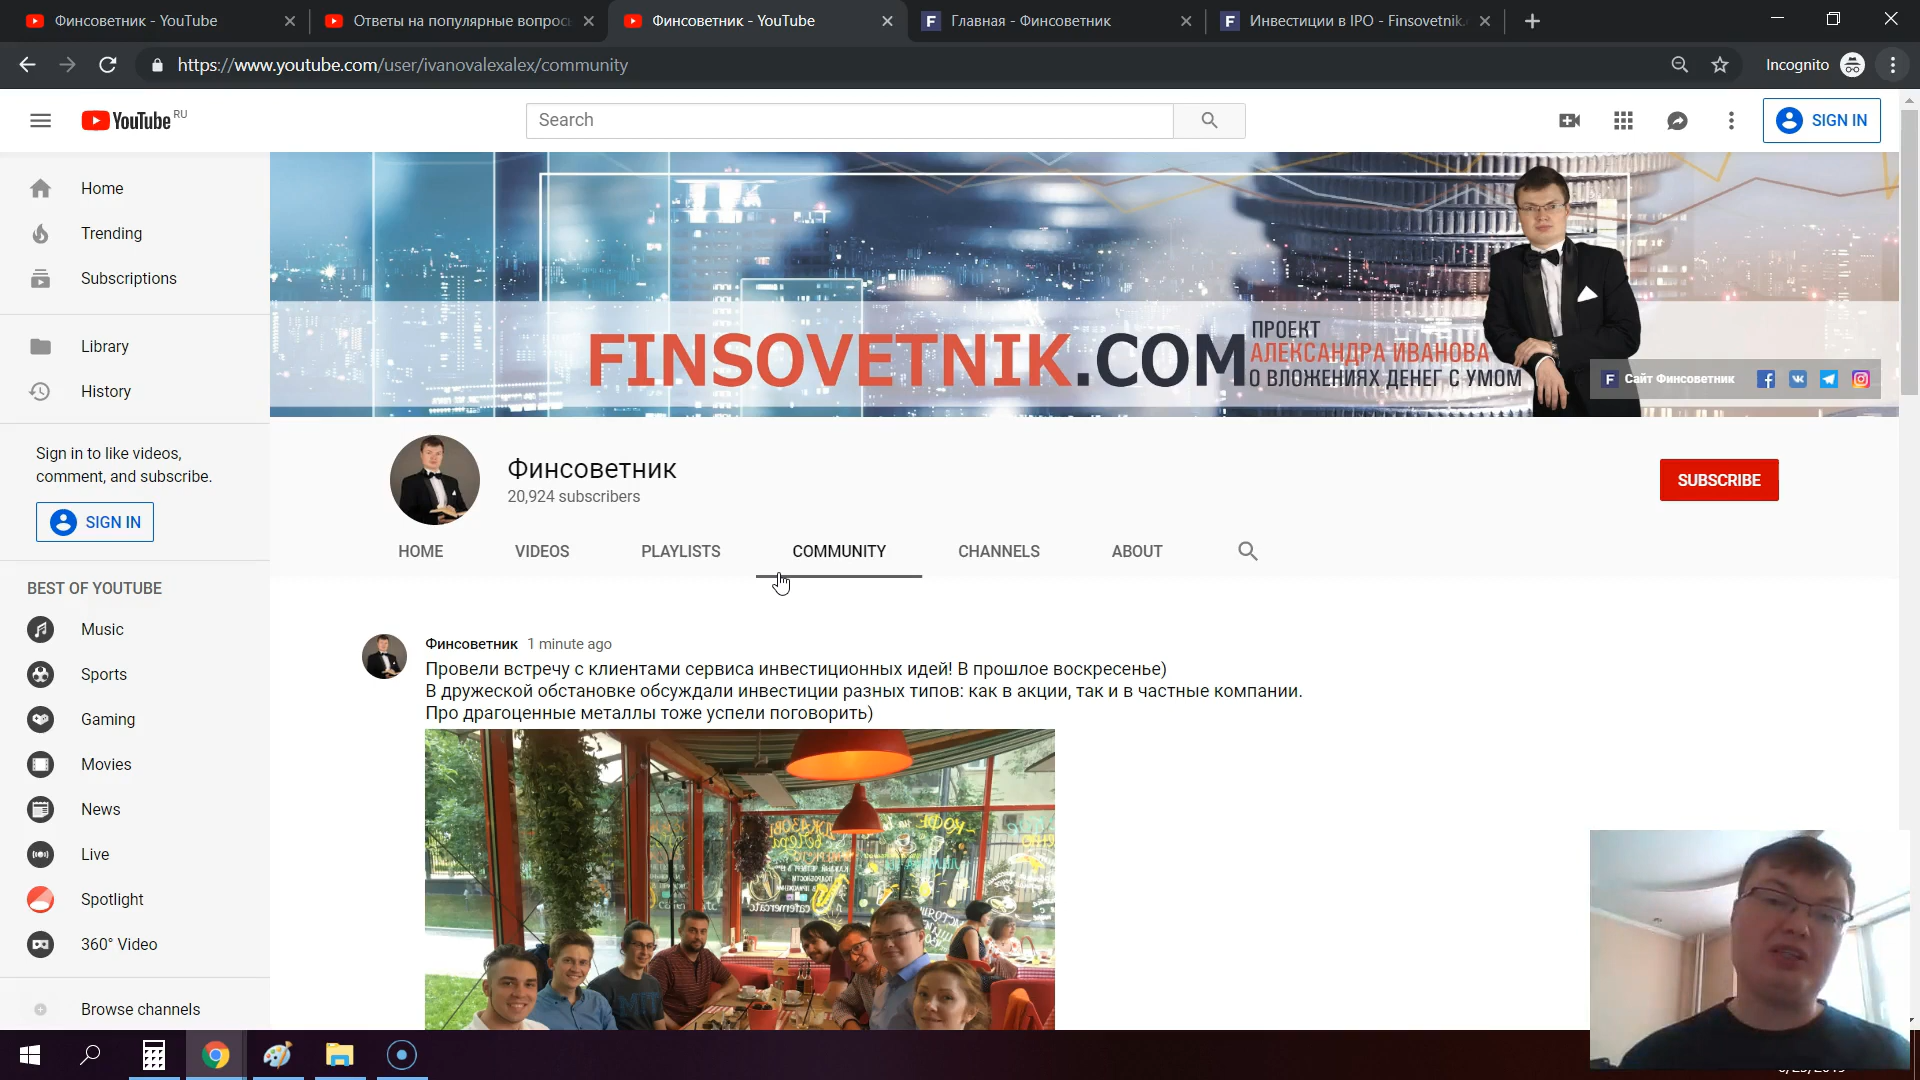 Финсоветник - YouTube
Ответы на популярные вопрос
Финсоветник - YouTube
Главная - Финсоветник
Инвестиции в IPO - Finsovetnik.
https://www.youtube.com/user/ivanovalexalex/community
Incognito
YouTube RU
Search
SIGN IN
Home
Trending
Subscriptions
Library
History
Sign in to like videos,
comment, and subscribe.
SIGN IN
BEST OF YOUTUBE
Music
Sports
Gaming
Movies
News
Live
Spotlight
360° Video
Browse channels
FINSOVETNIK.COM
ПРОЕКТ
АЛЕКСАНДРА ИВАНОВА
О ВЛОЖЕНИЯХ ДЕНЕГ С УМОМ
Сайт Финсоветник
Финсоветник
20,924 subscribers
SUBSCRIBE
HOME
VIDEOS
PLAYLISTS
COMMUNITY
CHANNELS
ABOUT
Финсоветник 1 minute ago
Провели встречу с клиентами сервиса инвестиционных идей! В прошлое воскресенье)
В дружеской обстановке обсуждали инвестиции разных типов: как в акции, так и в частные компании.
Про драгоценные металлы тоже успели поговорить)